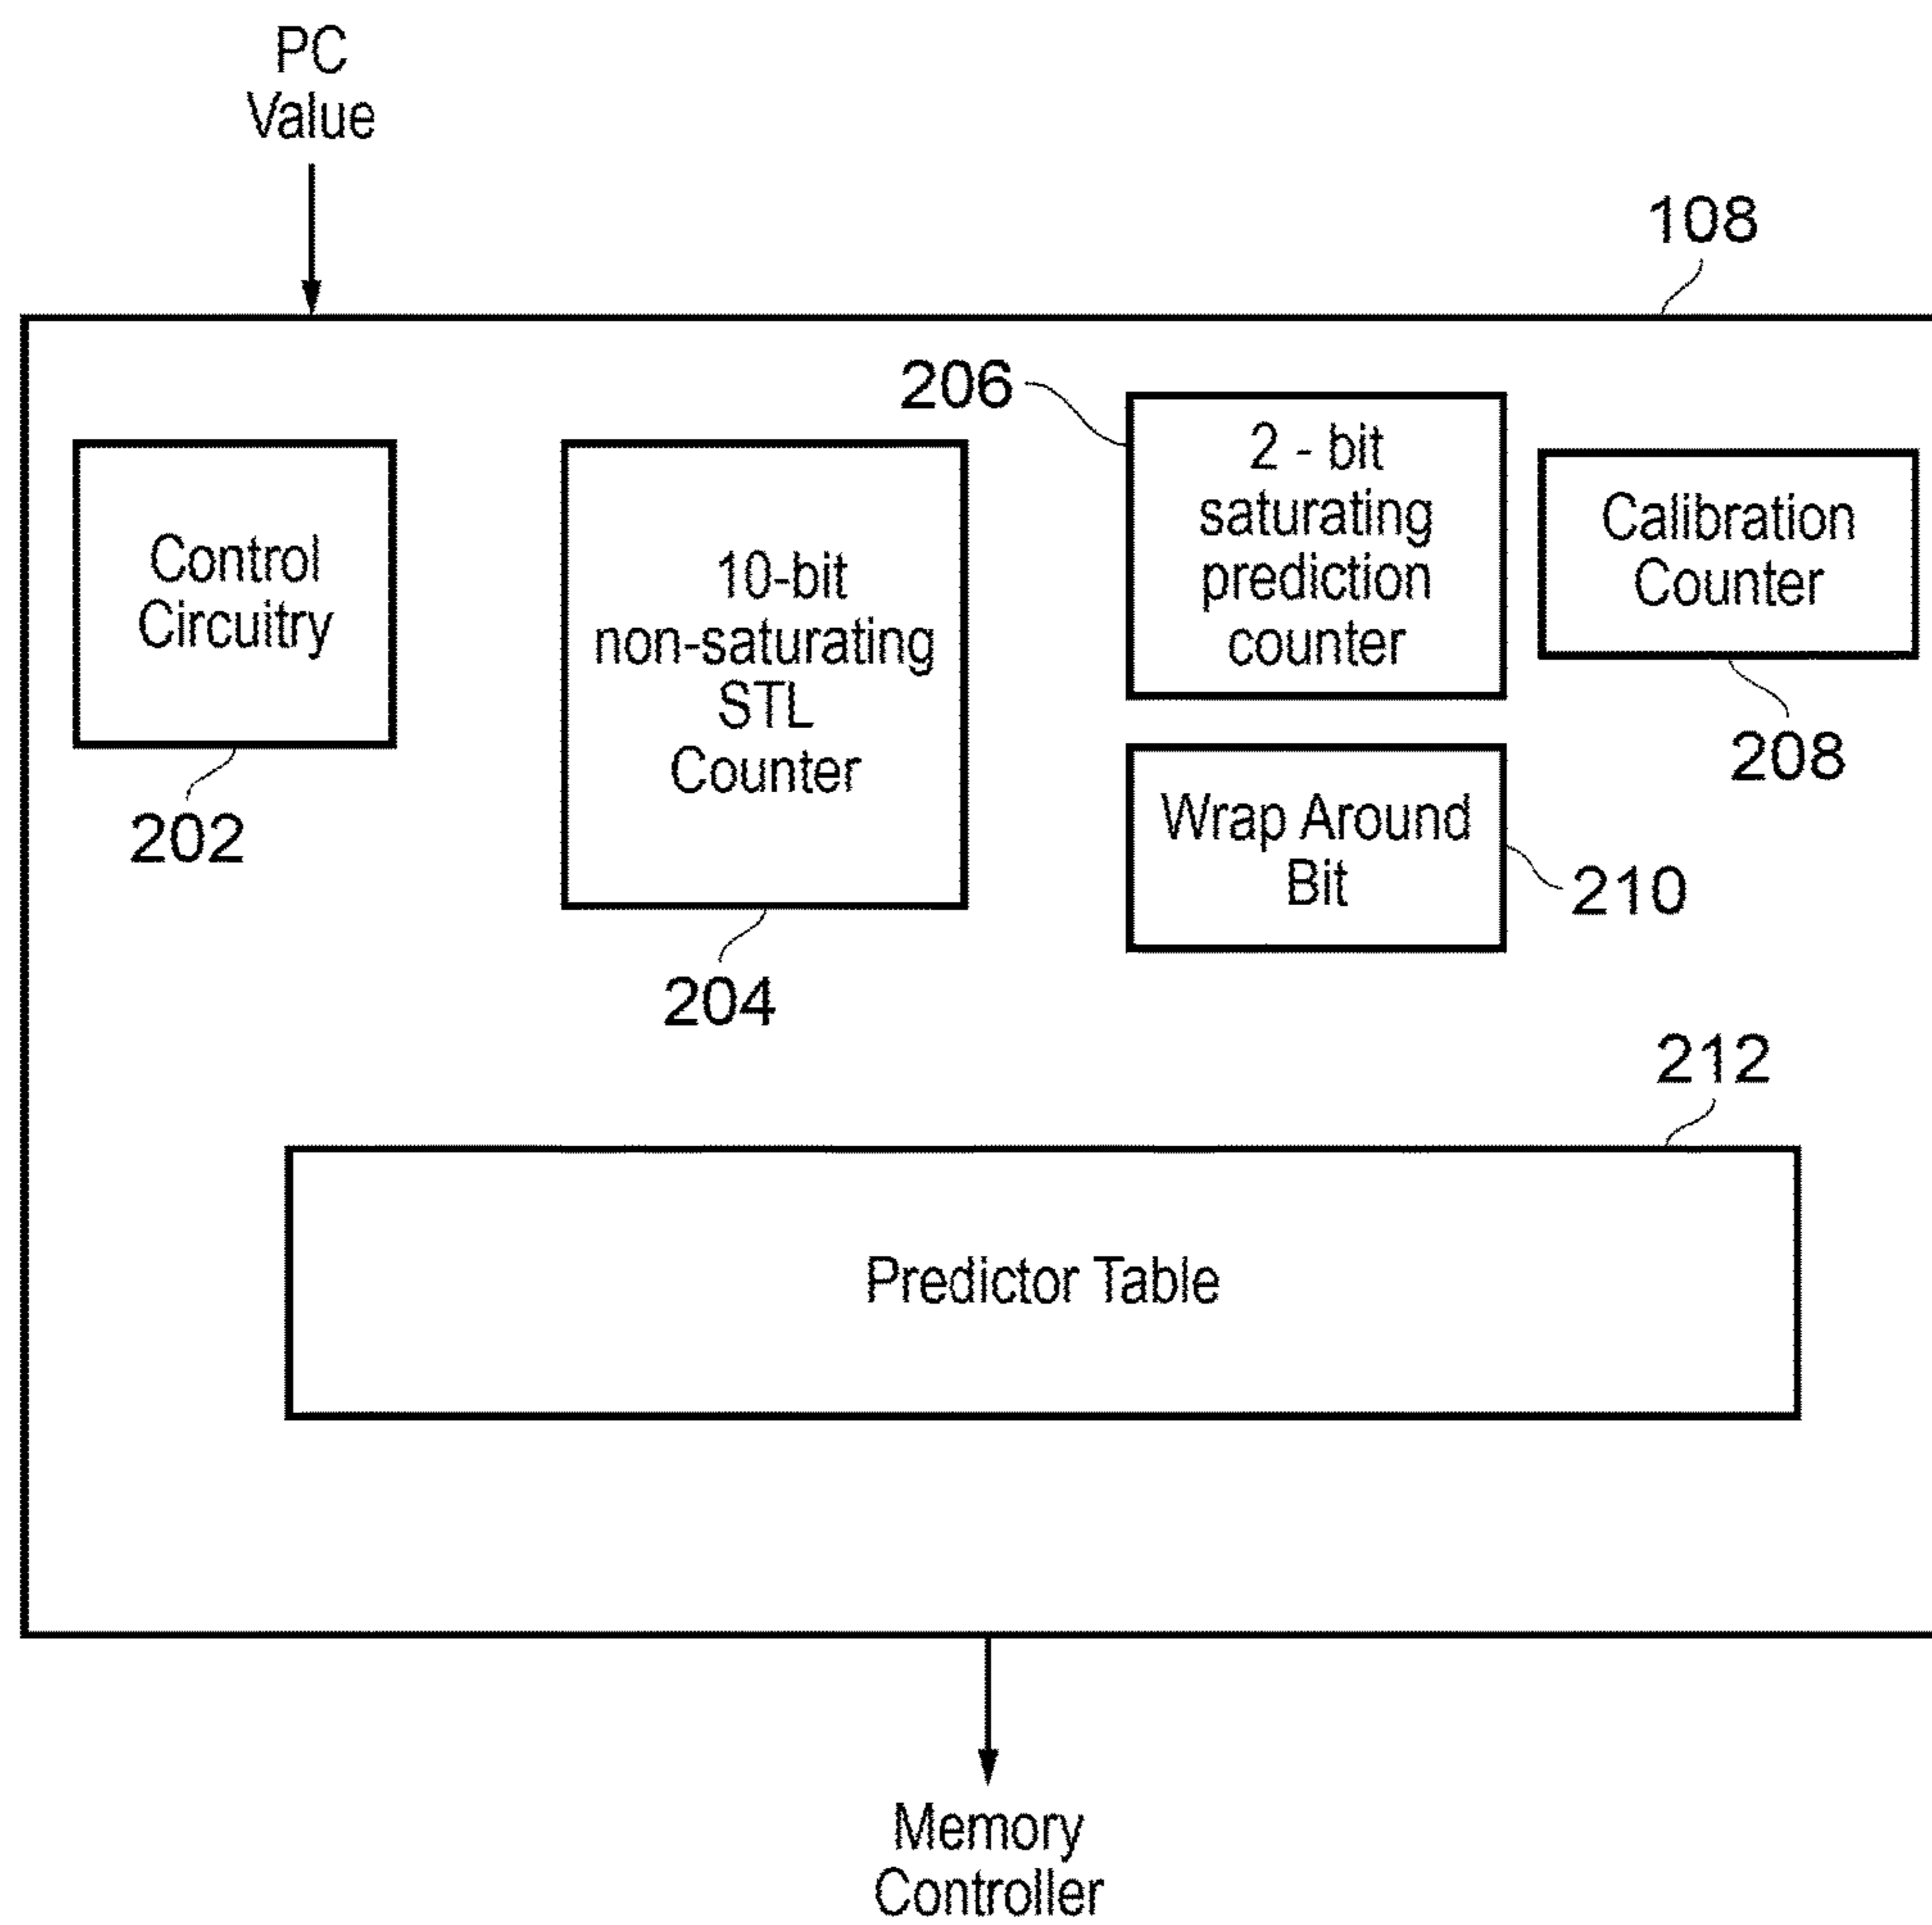 PC
Value
108
206
2 - bit
saturating
prediction
counter
Calibration
Counter
Control
Circuitry
10-bit
non-saturating
STL
Counter
208
202
Wrap Around
Bit
210
204
212
Predictor Table
Memory
Controller